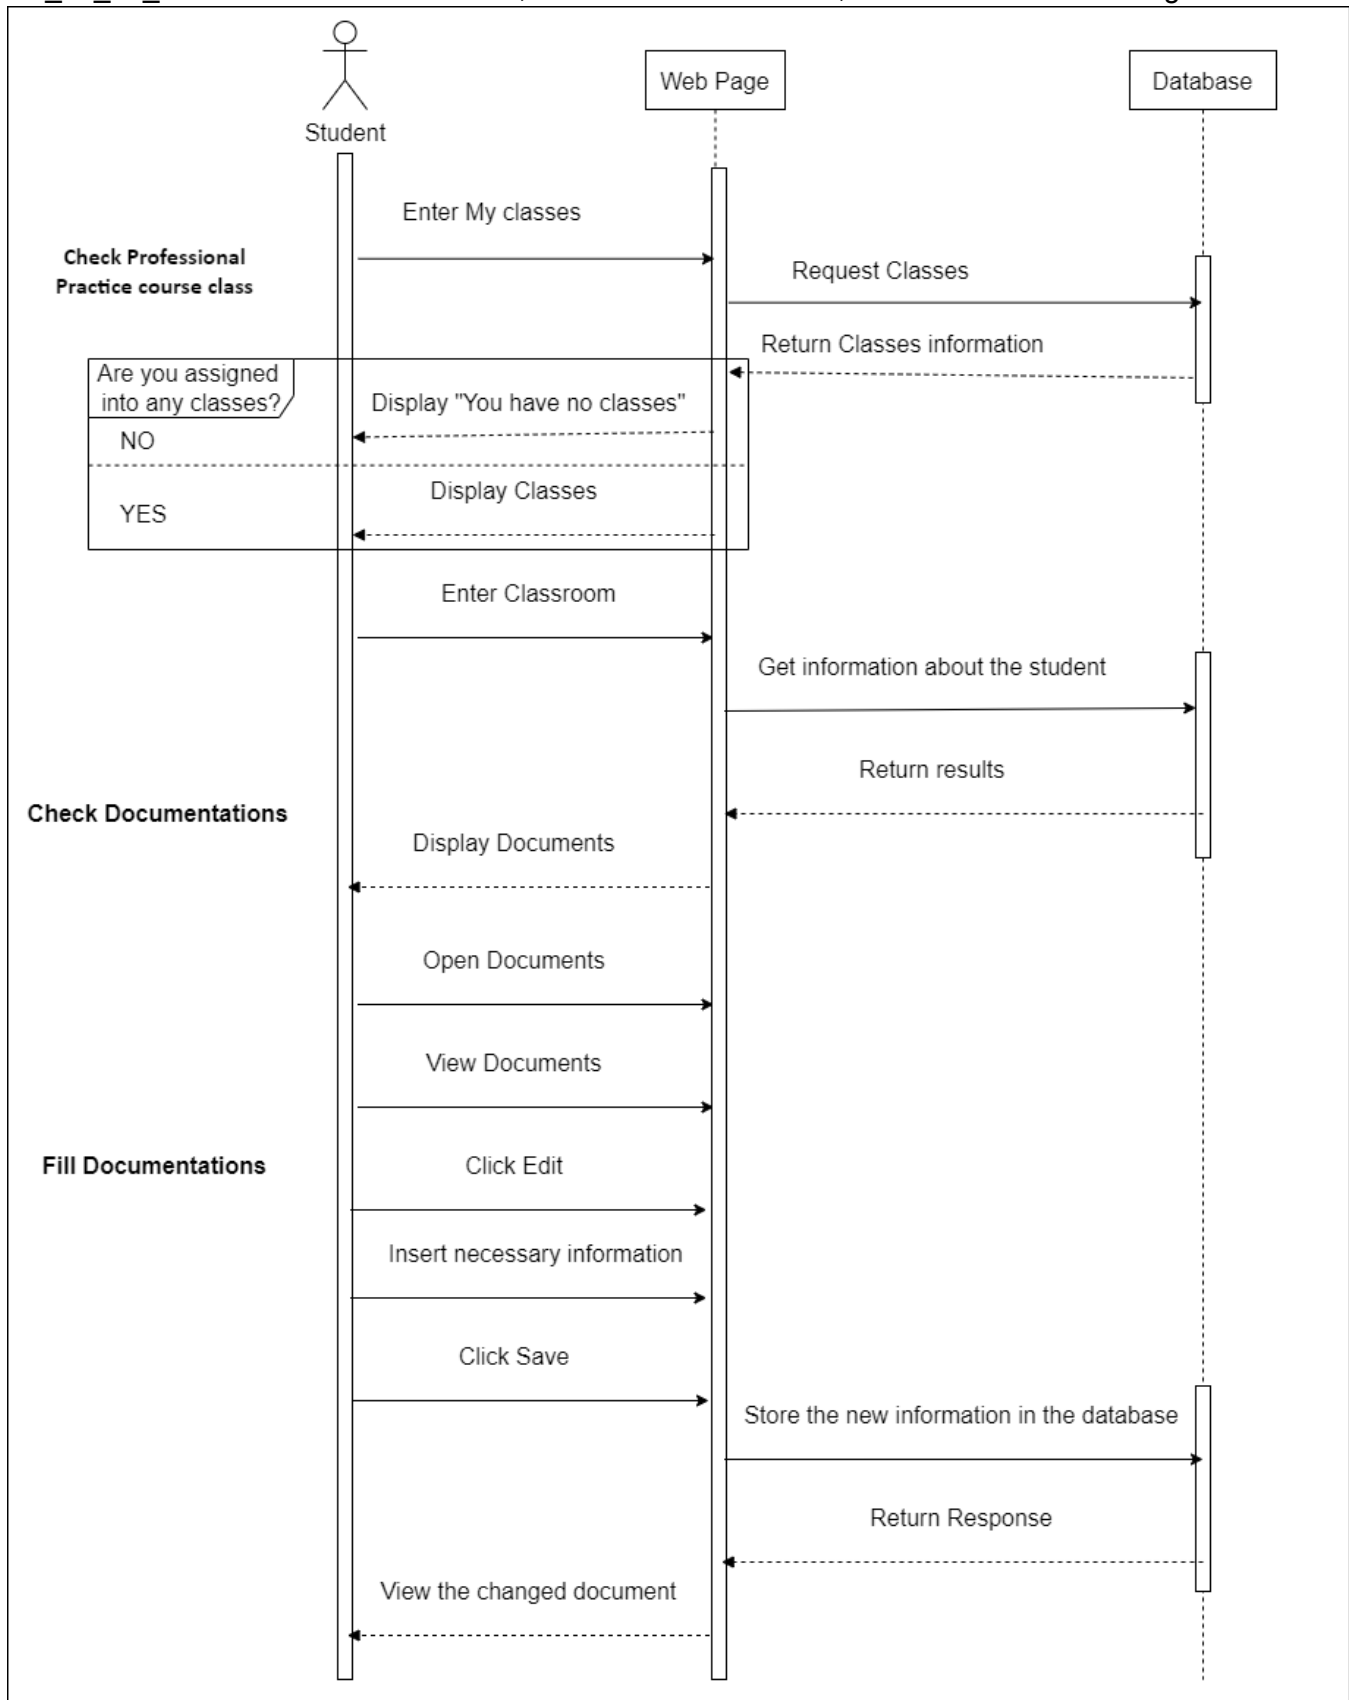 Web Page
Database
Student
Enter My classes
Check Professional
Practice course class
Request Classes
Return Classes information
Are you assigned
into any classes?
Display "You have no classes"
NO
Display Classes
YES
Enter Classroom
Get information about the student
Return results
Check Documentations
Display Documents
Open Documents
View Documents
Fill Documentations
Click Edit
Insert necessary information
Click Save
Store the new information in the database
Return Response
View the changed document